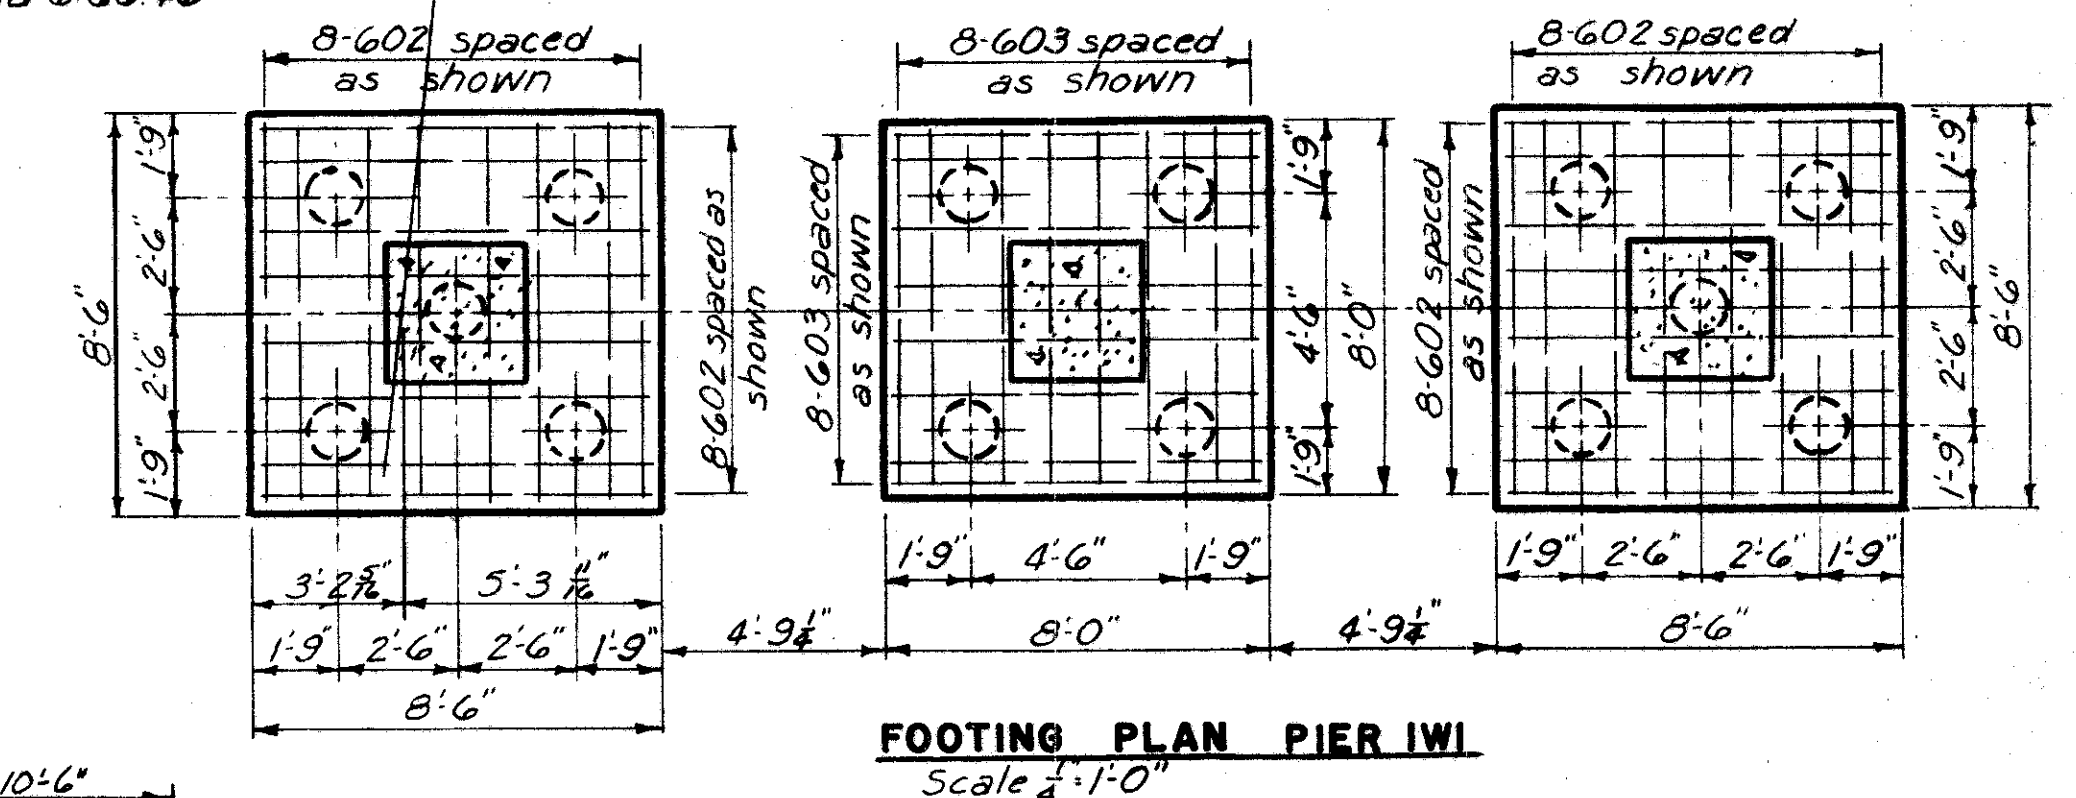 8-602 spaced
as shown
8-603 spaced
as shown
8-602 spaced
as shown
1'-9"
2'-6"
2'-6"
1'-9"
8'-6"
8-602 spaced as
shown
8-603 spaced
as shown
1'-9"
4'-6"
1'-9"
8'-0"
8-602 spaced
as shown
1'-9"
2'-6"
2'-6"
1'-9"
8'-6"
3'-2 5/16" 5'-3 11/16"
1'-9" 2'-6" 2'-6" 1'-9"
8'-6"
4'-9 1/4"
1'-9" 4'-6" 1'-9"
8'-0"
4'-9 1/4"
1'-9" 2'-6" 2'-6" 1'-9"
8'-6"
FOOTING PLAN PIER IWI
Scale 1/4"=1'-0"
10'-6"